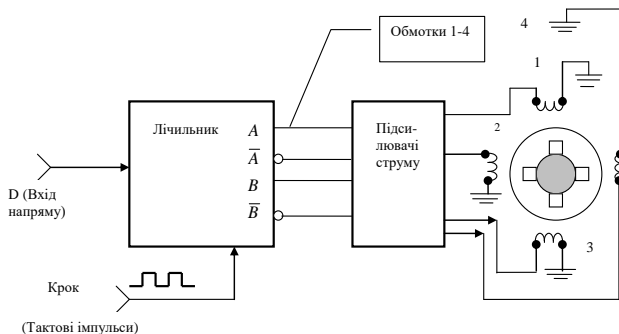 4
Обмотки 1-4
1
Лічильник
A
Підси-
лювачі
струму
2
A̅
B
D (Вхід
напряму)
B̅
3
Крок
(Тактові імпульси)